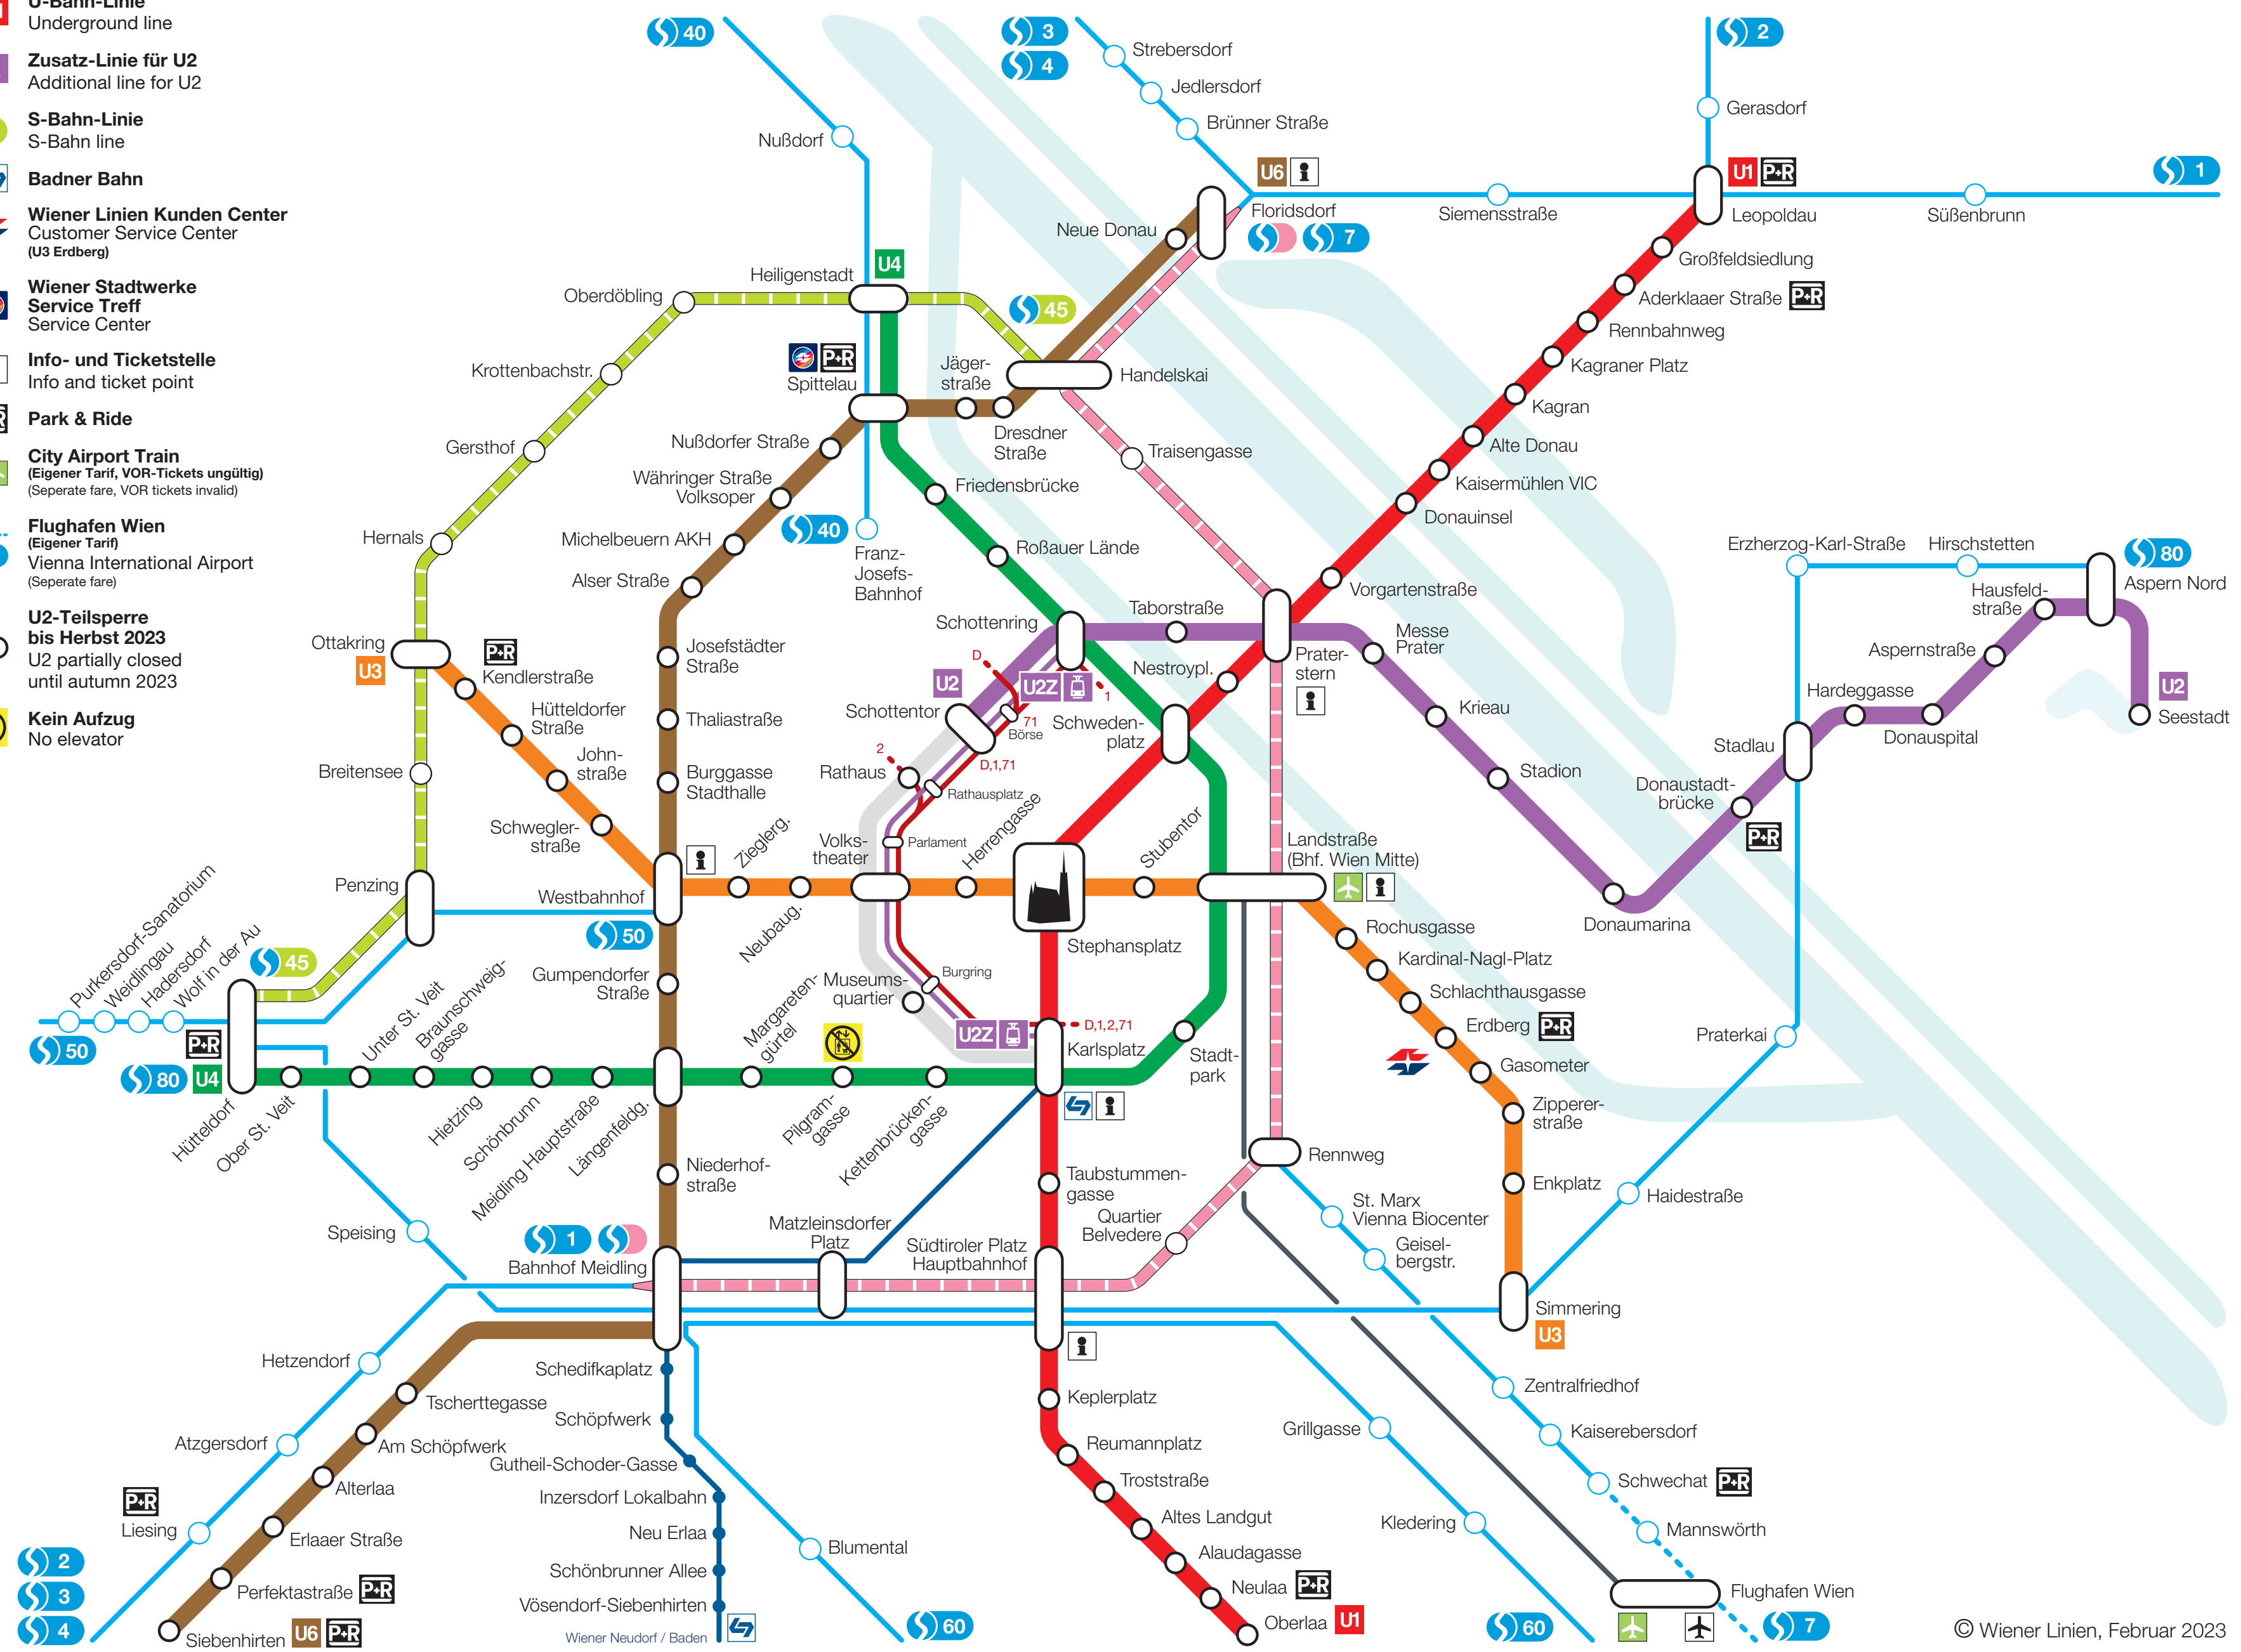 U-Bahn-Linie
Underground line
Zusatz-Linie für U2
Additional line for U2
S-Bahn-Linie
S-Bahn line
Badner Bahn
Wiener Linien Kunden Center
Customer Service Center
(U3 Erdberg)
Wiener Stadtwerke
Service Treff
Service Center
Info- und Ticketstelle
Info and ticket point
Park & Ride
City Airport Train
(Eigener Tarif, VOR-Tickets ungültig)
(Seperate fare, VOR tickets invalid)
Flughafen Wien
(Eigener Tarif)
Vienna International Airport
(Seperate fare)
U2-Teilsperre
bis Herbst 2023
U2 partially closed
until autumn 2023
Kein Aufzug
No elevator
S 40
S 3
S 4
S 2
Strebersdorf
Jedlersdorf
Brünner Straße
Gerasdorf
Nußdorf
U6 i
U1 P+R
S 1
Floridsdorf
S S 7
Siemensstraße
Leopoldau
Süßenbrunn
Neue Donau
Großfeldsiedlung
Aderklaaer Straße P+R
Rennbahnweg
Kagraner Platz
Kagran
Alte Donau
Kaisermühlen VIC
Donauinsel
Vorgartenstraße
U4
Heiligenstadt
Oberdöbling
S 45
Krottenbachstr.
P+R
Spittelau
Jäger-
straße
Handelskai
Dresdner
Straße
Traisengasse
Gersthof
Nußdorfer Straße
Währinger Straße
Volksoper
Friedensbrücke
Hernals
Michelbeuern AKH
S 40
Franz-
Josefs-
Bahnhof
Roßauer Lände
Alser Straße
Erzherzog-Karl-Straße
Hirschstetten
S 80
Aspern Nord
Hausfeld-
straße
Aspernstraße
Hardeggasse
U2
Seestadt
Donauspital
Stadlau
Donaustadt-
brücke
P+R
Donaumarina
Stadion
Krieau
Messe
Prater
Prater-
stern
i
Taborstraße
Schottenring
Nestroypl.
Schweden-
platz
D
U2
U2Z
1
71
Börse
Schottentor
D,1,71
2
Rathaus
Rathausplatz
Parlament
Volks-
theater
Herrengasse
Stubentor
Landstraße
(Bhf. Wien Mitte)
i
Ottakring
U3
P+R
Kendlerstraße
Hütteldorfer
Straße
John-
straße
Schwegler-
straße
Breitensee
Josefstädter
Straße
Thaliastraße
Burggasse
Stadthalle
i
Zieglerg.
Neubaug.
Westbahnhof
S 50
Penzing
Purkersdorf-Sanatorium
Weidlingau
Hadersdorf
Wolf in der Au
S 45
S 50
P+R
S 80 U4
Hütteldorf
Ober St. Veit
Unter St. Veit
Braunschweig-
gasse
Hietzing
Schönbrunn
Meidling Hauptstraße
Längenfeldg.
Gumpendorfer
Straße
Margareten-
gürtel
Pilgram-
gasse
Kettenbrücken-
gasse
Museums-
quartier
Burgring
U2Z
D,1,2,71
Karlsplatz
i
Stephansplatz
Stadt-
park
Rochusgasse
Kardinal-Nagl-Platz
Schlachthausgasse
Erdberg P+R
Gasometer
Zipperer-
straße
Enkplatz
Simmering
U3
Praterkai
Haidestraße
Rennweg
St. Marx
Vienna Biocenter
Geisel-
bergstr.
Quartier
Belvedere
Taubstummen-
gasse
Südtiroler Platz
Hauptbahnhof
i
Matzleinsdorfer
Platz
Niederhof-
straße
S 1 S
Bahnhof Meidling
Speising
Hetzendorf
Atzgersdorf
P+R
Liesing
S 2
S 3
S 4
Tscherttegasse
Am Schöpfwerk
Alterlaa
Erlaaer Straße
Perfektastraße P+R
Siebenhirten U6 P+R
Schedifkaplatz
Schöpfwerk
Gutheil-Schoder-Gasse
Inzersdorf Lokalbahn
Neu Erlaa
Schönbrunner Allee
Vösendorf-Siebenhirten
Wiener Neudorf / Baden
Blumental
S 60
Keplerplatz
Reumannplatz
Troststraße
Altes Landgut
Alaudagasse
Neulaa P+R
Oberlaa U1
Grillgasse
Kledering
S 60
Zentralfriedhof
Kaiserebersdorf
Schwechat P+R
Mannswörth
Flughafen Wien
S 7
© Wiener Linien, Februar 2023